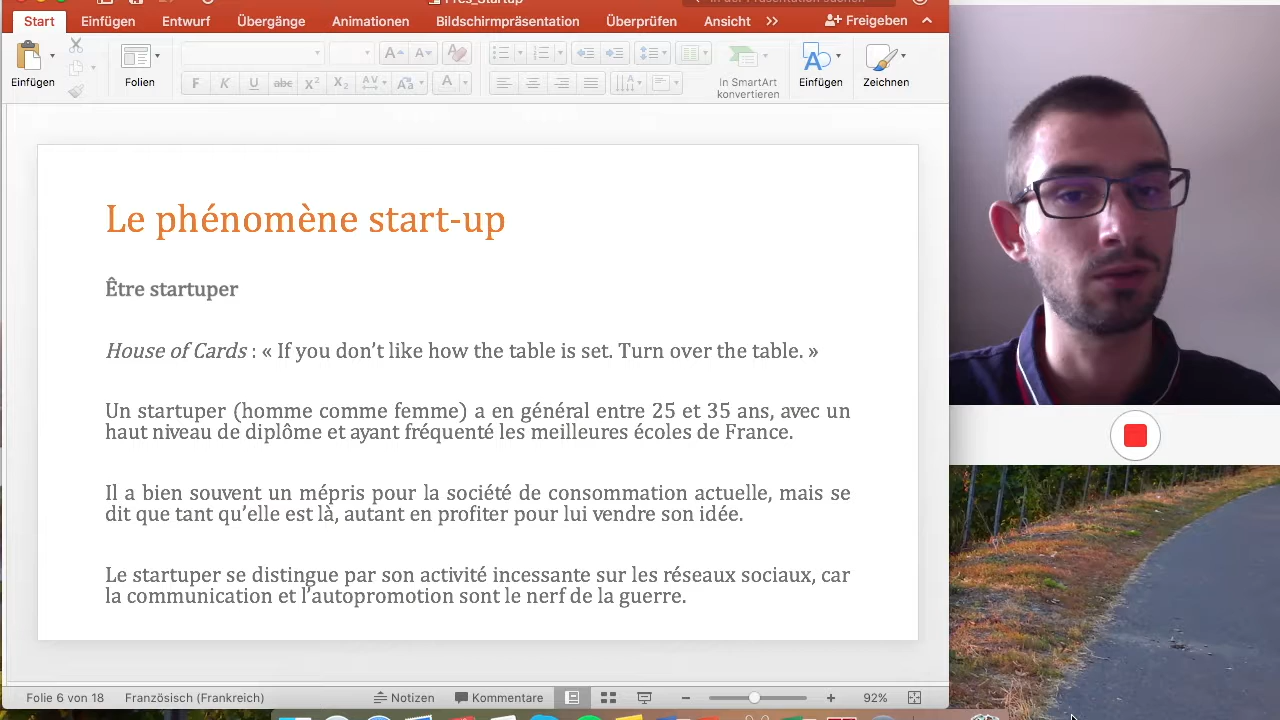 Pres_Startup
Start Einfügen Entwurf Übergänge Animationen Bildschirmpräsentation Überprüfen Ansicht Freigeben
Einfügen Folien In SmartArt konvertieren Einfügen Zeichnen
Le phénomène start-up
Être startuper
House of Cards : « If you don’t like how the table is set. Turn over the table. »
Un startuper (homme comme femme) a en général entre 25 et 35 ans, avec un
haut niveau de diplôme et ayant fréquenté les meilleures écoles de France.
Il a bien souvent un mépris pour la société de consommation actuelle, mais se
dit que tant qu’elle est là, autant en profiter pour lui vendre son idée.
Le startuper se distingue par son activité incessante sur les réseaux sociaux, car
la communication et l’autopromotion sont le nerf de la guerre.
Folie 6 von 18 Französisch (Frankreich) Notizen Kommentare 92%